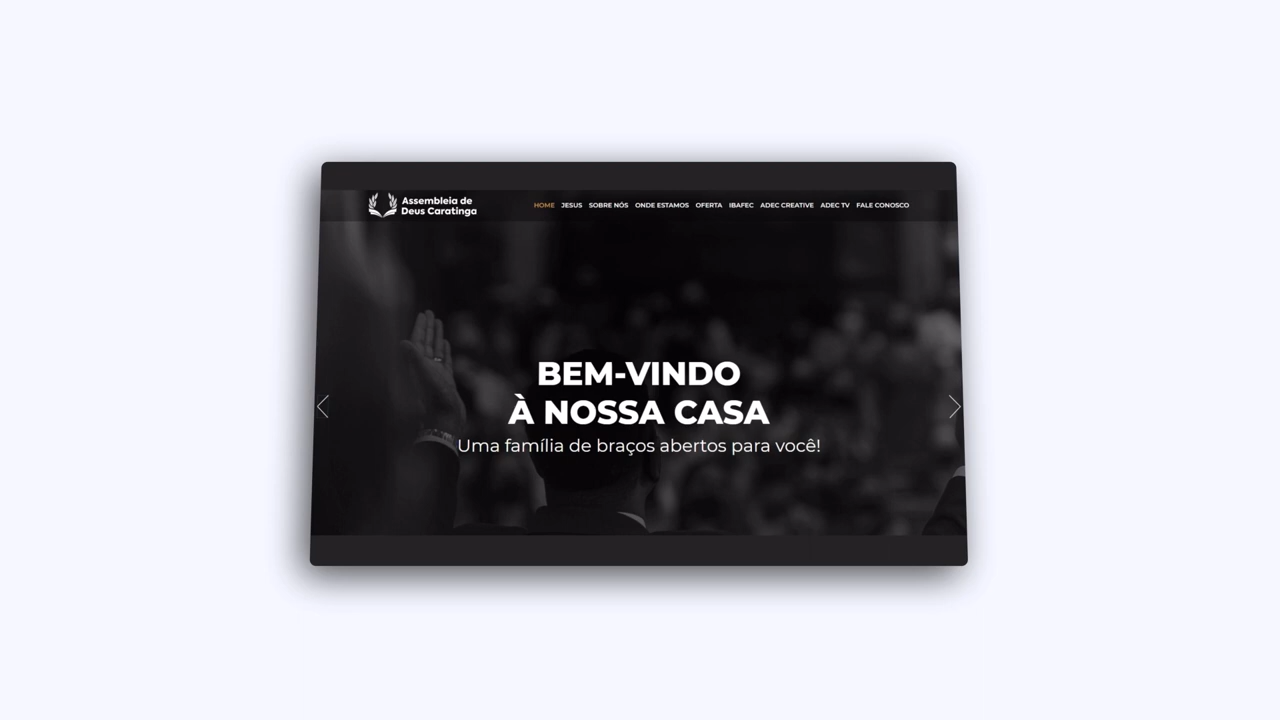 Assembleia de
Deus Caratinga
HOME JESUS SOBRE NÓS ONDE ESTAMOS OFERTA IBAFEC ADEC CREATIVE ADEC TV FALE CONOSCO
BEM-VINDO
À NOSSA CASA
Uma família de braços abertos para você!